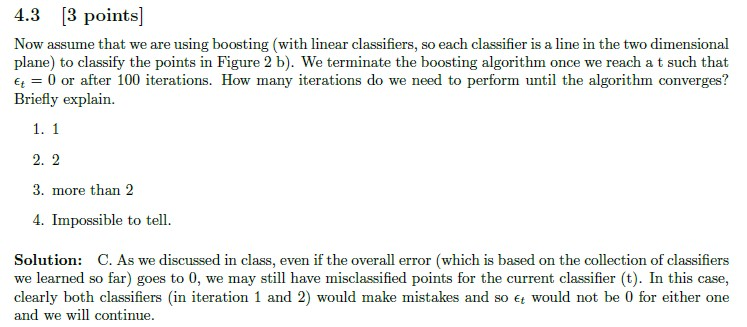 4.3 [3 points]
Now assume that we are using boosting (with linear classifiers, so each classifier is a line in the two dimensional
plane) to classify the points in Figure 2 b). We terminate the boosting algorithm once we reach a t such that
ϵₜ = 0 or after 100 iterations. How many iterations do we need to perform until the algorithm converges?
Briefly explain.
1. 1
2. 2
3. more than 2
4. Impossible to tell.
Solution: C. As we discussed in class, even if the overall error (which is based on the collection of classifiers
we learned so far) goes to 0, we may still have misclassified points for the current classifier (t). In this case,
clearly both classifiers (in iteration 1 and 2) would make mistakes and so ϵₜ would not be 0 for either one
and we will continue.